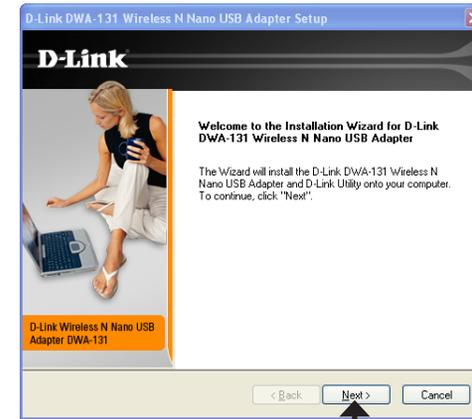 D-Link DWA-131 Wireless N Nano USB Adapter Setup
D-Link
Welcome to the Installation Wizard for D-Link
DWA-131 Wireless N Nano USB Adapter
The Wizard will install the D-Link DWA-131 Wireless N
Nano USB Adapter and D-Link Utility onto your computer.
To continue, click "Next".
D-Link Wireless N Nano USB
Adapter DWA-131
< Back
Next >
Cancel